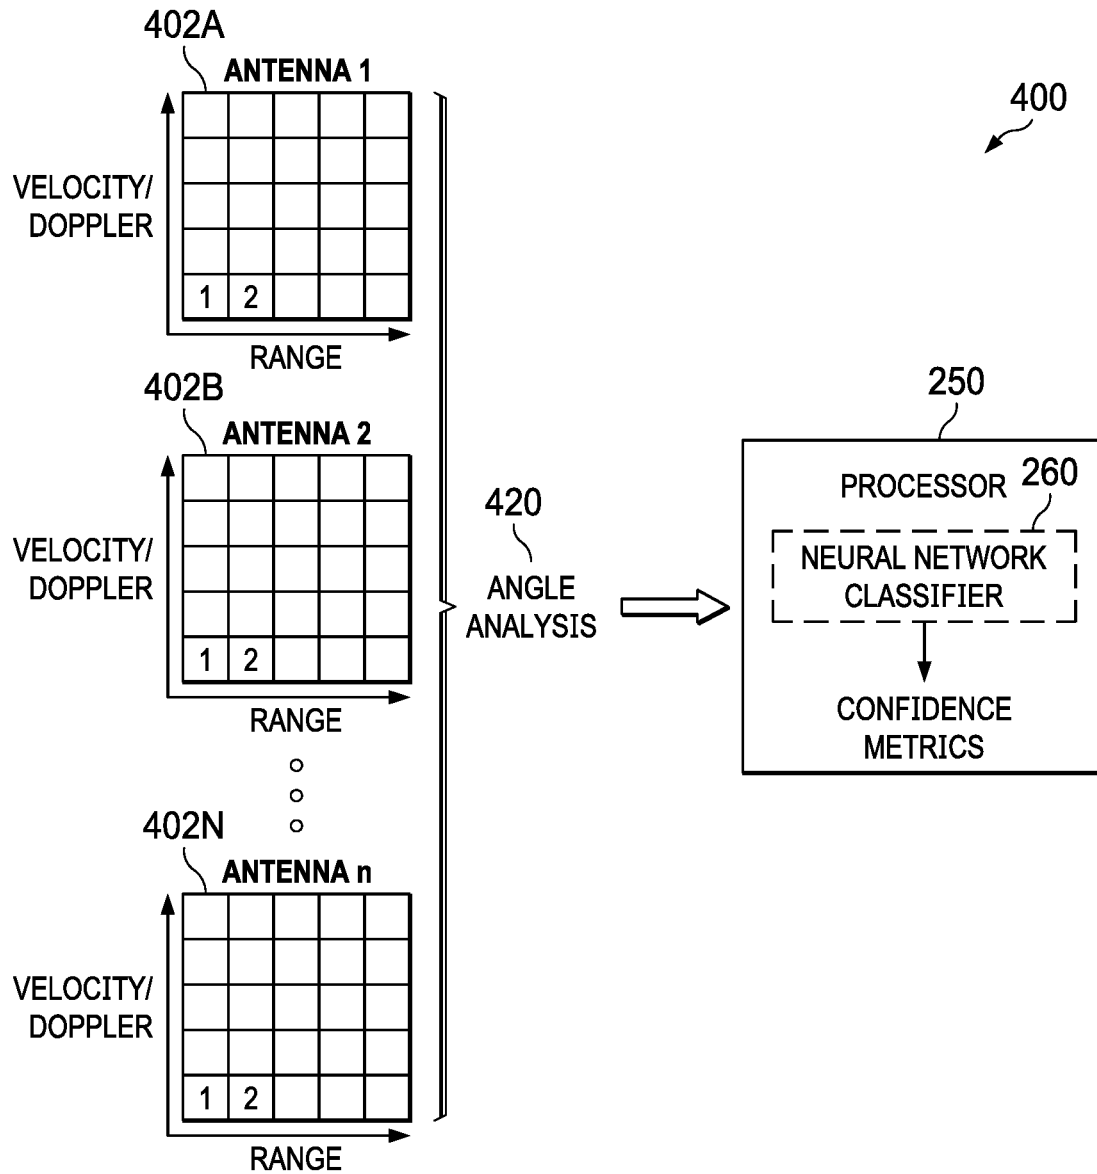 402A
ANTENNA 1
400
VELOCITY/
DOPPLER
1 2
RANGE
402B
ANTENNA 2
VELOCITY/
DOPPLER
1 2
RANGE
402N
ANTENNA n
VELOCITY/
DOPPLER
1 2
RANGE
420
ANGLE
ANALYSIS
250
PROCESSOR
260
NEURAL NETWORK
CLASSIFIER
CONFIDENCE
METRICS